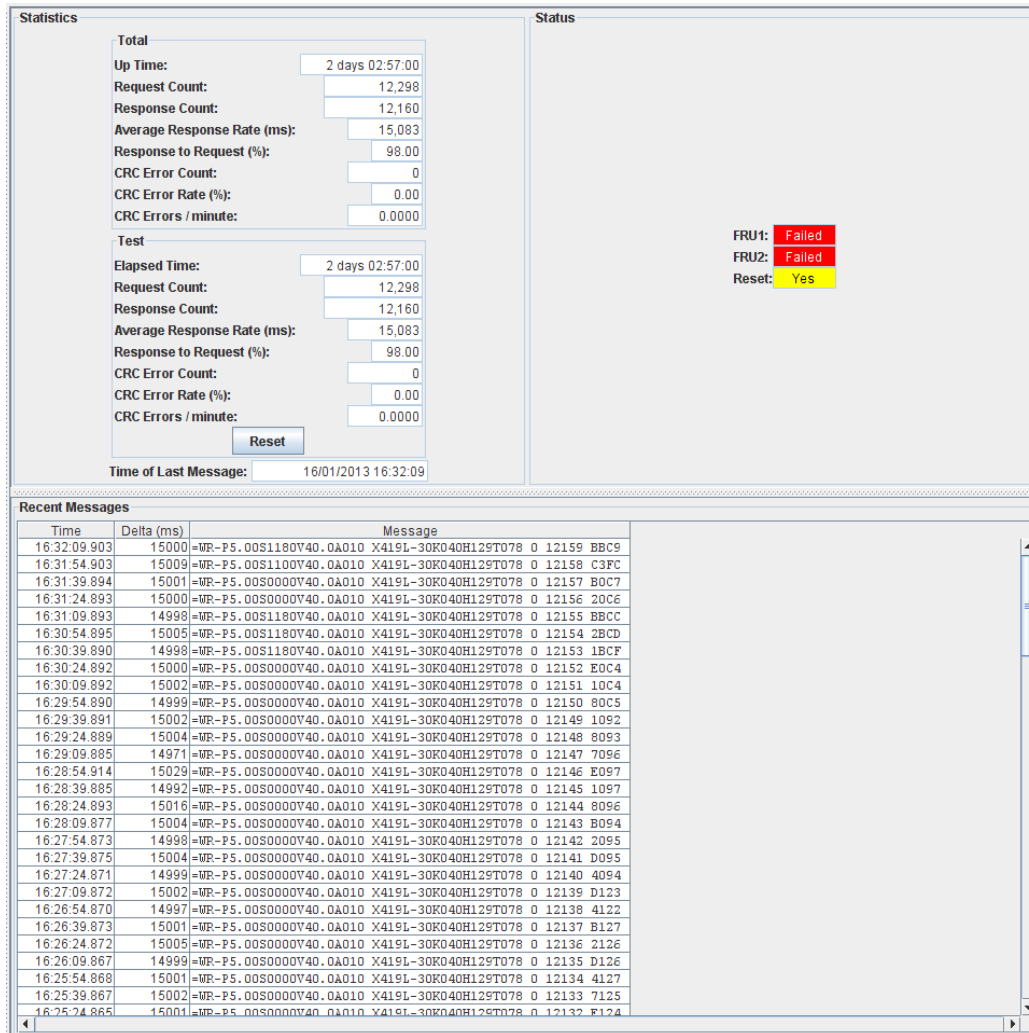 Statistics
Total
Up Time: 2 days 02:57:00
Request Count: 12,298
Response Count: 12,160
Average Response Rate (ms): 15,083
Response to Request (%): 98.00
CRC Error Count: 0
CRC Error Rate (%): 0.00
CRC Errors / minute: 0.0000
Test
Elapsed Time: 2 days 02:57:00
Request Count: 12,298
Response Count: 12,160
Average Response Rate (ms): 15,083
Response to Request (%): 98.00
CRC Error Count: 0
CRC Error Rate (%): 0.00
CRC Errors / minute: 0.0000
Reset
Time of Last Message: 16/01/2013 16:32:09
Status
FRU1: Failed
FRU2: Failed
Reset: Yes
Recent Messages
Time Delta (ms) Message
16:32:09.903 15000 =WR-P5.00S1180V40.0A010 X419L-30K040H129T078 0 12159 BBC9
16:31:54.903 15009 =WR-P5.00S1100V40.0A010 X419L-30K040H129T078 0 12158 C3FC
16:31:39.894 15001 =WR-P5.00S0000V40.0A010 X419L-30K040H129T078 0 12157 B0C7
16:31:24.893 15000 =WR-P5.00S0000V40.0A010 X419L-30K040H129T078 0 12156 20C6
16:31:09.893 14998 =WR-P5.00S1180V40.0A010 X419L-30K040H129T078 0 12155 BBCC
16:30:54.895 15005 =WR-P5.00S1180V40.0A010 X419L-30K040H129T078 0 12154 2BCD
16:30:39.890 14998 =WR-P5.00S1180V40.0A010 X419L-30K040H129T078 0 12153 1BCF
16:30:24.892 15000 =WR-P5.00S0000V40.0A010 X419L-30K040H129T078 0 12152 E0C4
16:30:09.892 15002 =WR-P5.00S0000V40.0A010 X419L-30K040H129T078 0 12151 10C4
16:29:54.890 14999 =WR-P5.00S0000V40.0A010 X419L-30K040H129T078 0 12150 80C5
16:29:39.891 15002 =WR-P5.00S0000V40.0A010 X419L-30K040H129T078 0 12149 1092
16:29:24.889 15004 =WR-P5.00S0000V40.0A010 X419L-30K040H129T078 0 12148 8093
16:29:09.885 14971 =WR-P5.00S0000V40.0A010 X419L-30K040H129T078 0 12147 7096
16:28:54.914 15029 =WR-P5.00S0000V40.0A010 X419L-30K040H129T078 0 12146 E097
16:28:39.885 14992 =WR-P5.00S0000V40.0A010 X419L-30K040H129T078 0 12145 1097
16:28:24.893 15016 =WR-P5.00S0000V40.0A010 X419L-30K040H129T078 0 12144 8096
16:28:09.877 15004 =WR-P5.00S0000V40.0A010 X419L-30K040H129T078 0 12143 B094
16:27:54.873 14998 =WR-P5.00S0000V40.0A010 X419L-30K040H129T078 0 12142 2095
16:27:39.875 15004 =WR-P5.00S0000V40.0A010 X419L-30K040H129T078 0 12141 D095
16:27:24.871 14999 =WR-P5.00S0000V40.0A010 X419L-30K040H129T078 0 12140 4094
16:27:09.872 15002 =WR-P5.00S0000V40.0A010 X419L-30K040H129T078 0 12139 D123
16:26:54.870 14997 =WR-P5.00S0000V40.0A010 X419L-30K040H129T078 0 12138 4122
16:26:39.873 15001 =WR-P5.00S0000V40.0A010 X419L-30K040H129T078 0 12137 B127
16:26:24.872 15005 =WR-P5.00S0000V40.0A010 X419L-30K040H129T078 0 12136 2126
16:26:09.867 14999 =WR-P5.00S0000V40.0A010 X419L-30K040H129T078 0 12135 D126
16:25:54.868 15001 =WR-P5.00S0000V40.0A010 X419L-30K040H129T078 0 12134 4127
16:25:39.867 15002 =WR-P5.00S0000V40.0A010 X419L-30K040H129T078 0 12133 7125
16:25:24.865 15001 =WR-P5.00S0000V40.0A010 X419L-30K040H129T078 0 12132 E124